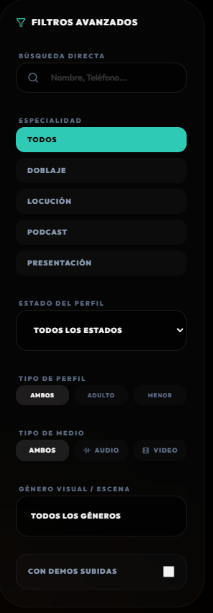 FILTROS AVANZADOS
BÚSQUEDA DIRECTA
Nombre, Teléfono...
ESPECIALIDAD
TODOS
DOBLAJE
LOCUCIÓN
PODCAST
PRESENTACIÓN
ESTADO DEL PERFIL
TODOS LOS ESTADOS
TIPO DE PERFIL
AMBOS ADULTO MENOR
TIPO DE MEDIO
AMBOS AUDIO VIDEO
GÉNERO VISUAL / ESCENA
TODOS LOS GÉNEROS
CON DEMOS SUBIDAS